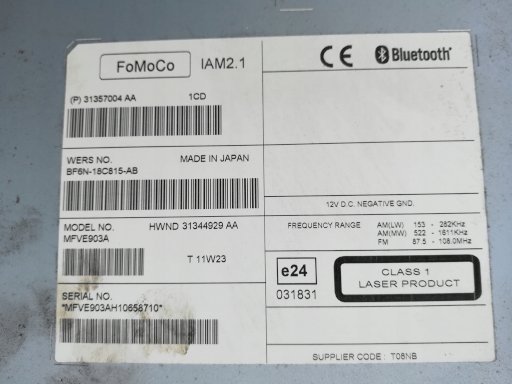 FoMoCo IAM2.1
CE Bluetooth®
(P) 31357004 AA 1CD
WERS NO. MADE IN JAPAN
BF6N-18C815-AB
12V D.C. NEGATIVE GND.
MODEL NO. HWND 31344929 AA
MFVE903A
FREQUENCY RANGE AM(LW) 153 - 282KHz
AM(MW) 522 - 1611KHz
FM 87.5 - 108.0MHz
T 11W23
e24
031831
CLASS 1
LASER PRODUCT
SERIAL NO.
*MFVE903AH10658710*
SUPPLIER CODE : T08NB